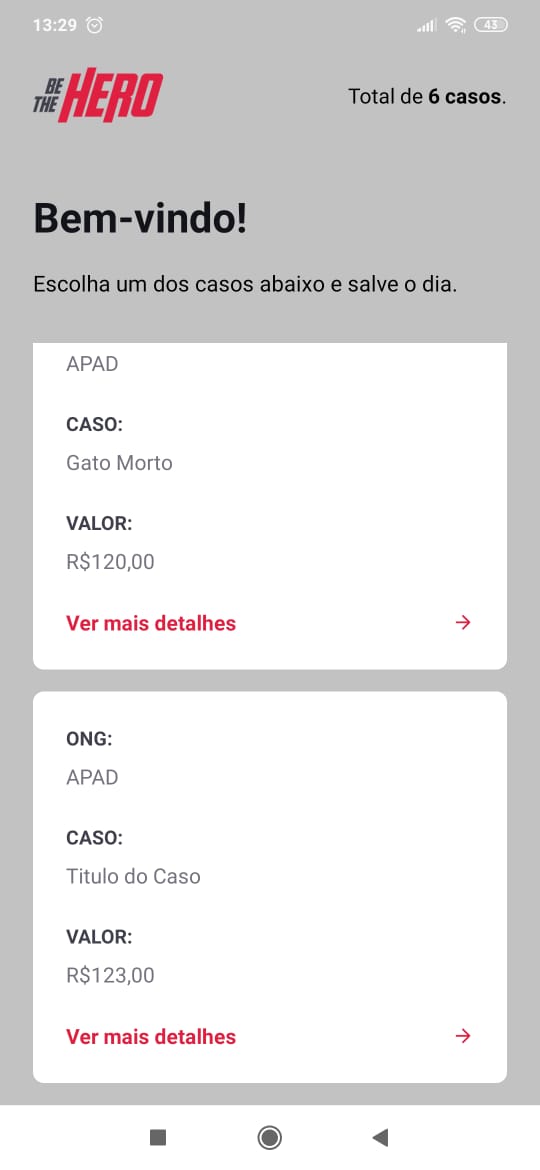 13:29
43
BE
THE HERO
Total de 6 casos.
Bem-vindo!
Escolha um dos casos abaixo e salve o dia.
APAD
CASO:
Gato Morto
VALOR:
R$120,00
Ver mais detalhes
ONG:
APAD
CASO:
Titulo do Caso
VALOR:
R$123,00
Ver mais detalhes